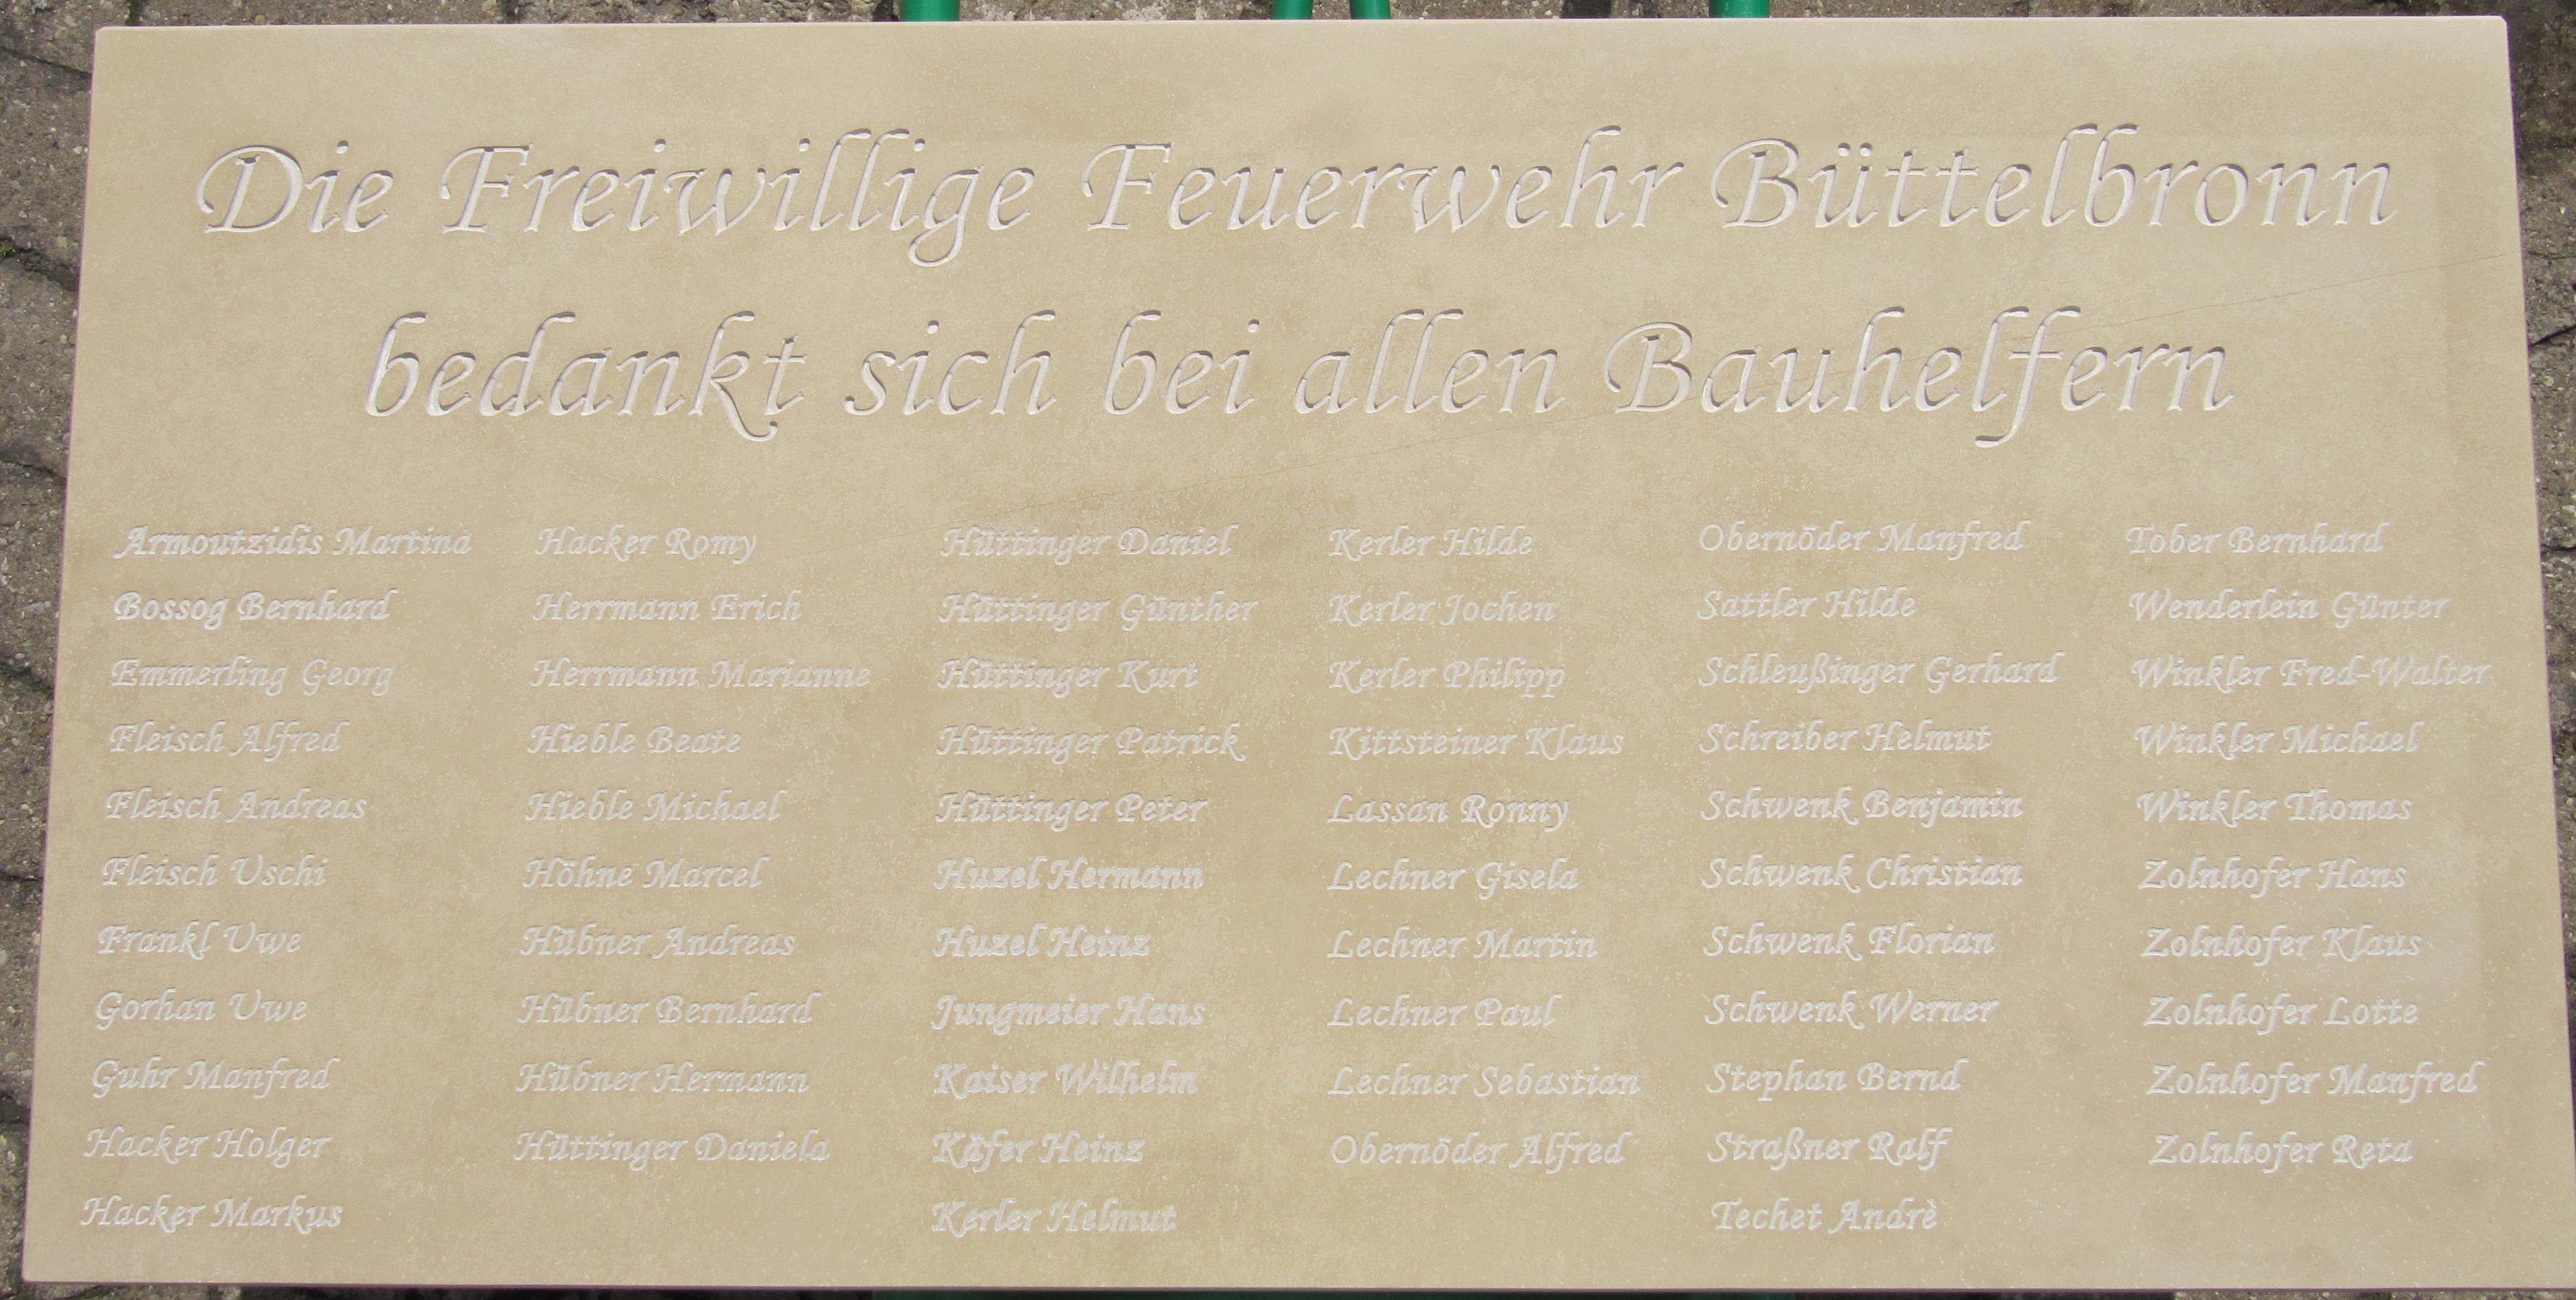 Die Freiwillige Feuerwehr Büttelbronn
bedankt sich bei allen Bauhelfern
Armoutzidis Martina
Bossog Bernhard
Emmerling Georg
Fleisch Alfred
Fleisch Andreas
Fleisch Uschi
Frankl Uwe
Gorhan Uwe
Guhr Manfred
Hacker Holger
Hacker Markus
Hacker Romy
Herrmann Erich
Herrmann Marianne
Hieble Beate
Hieble Michael
Höhne Marcel
Hübner Andreas
Hübner Bernhard
Hübner Hermann
Hüttinger Daniela
Hüttinger Daniel
Hüttinger Günther
Hüttinger Kurt
Hüttinger Patrick
Hüttinger Peter
Huzel Hermann
Huzel Heinz
Jungmeier Hans
Kaiser Wilhelm
Käfer Heinz
Kerler Helmut
Kerler Hilde
Kerler Jochen
Kerler Philipp
Kittsteiner Klaus
Lassan Ronny
Lechner Gisela
Lechner Martin
Lechner Paul
Lechner Sebastian
Obernöder Alfred
Obernöder Manfred
Sattler Hilde
Schleußinger Gerhard
Schreiber Helmut
Schwenk Benjamin
Schwenk Christian
Schwenk Florian
Schwenk Werner
Stephan Bernd
Straßner Ralf
Techet Andrè
Tober Bernhard
Wenderlein Günter
Winkler Fred-Walter
Winkler Michael
Winkler Thomas
Zolnhofer Hans
Zolnhofer Klaus
Zolnhofer Lotte
Zolnhofer Manfred
Zolnhofer Reta